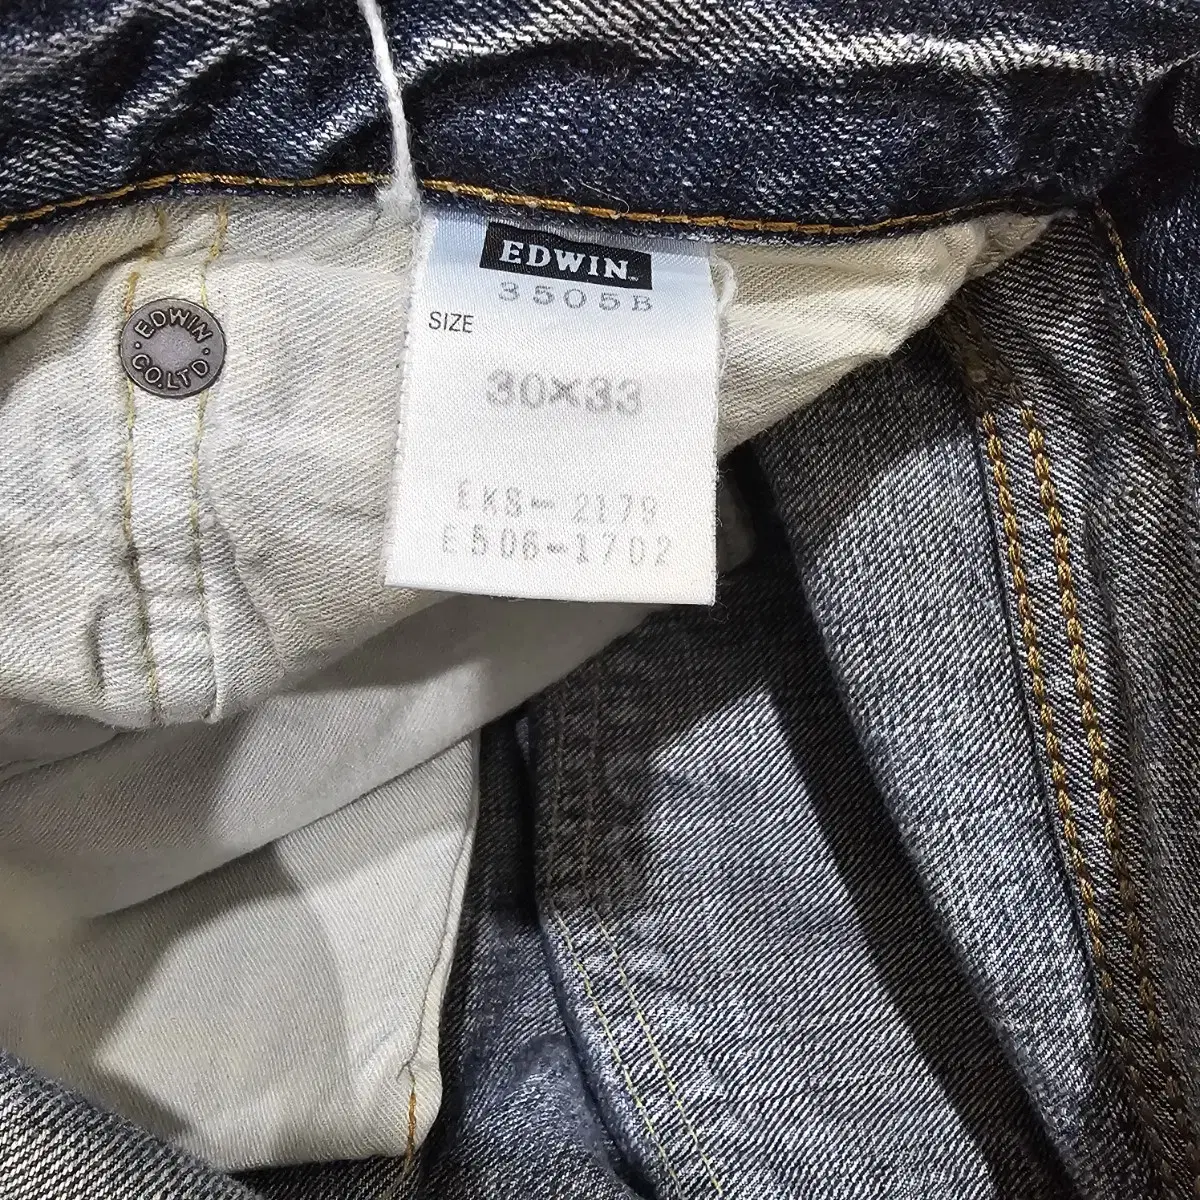 EDWIN
CO.LTD
EDWIN
3505B
SIZE
30×33
EKS-2179
E506-1702